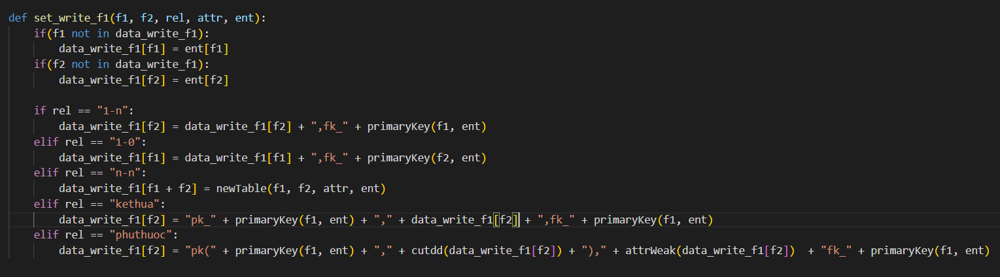 def set_write_f1(f1, f2, rel, attr, ent):
    if(f1 not in data_write_f1):
        data_write_f1[f1] = ent[f1]
    if(f2 not in data_write_f1):
        data_write_f1[f2] = ent[f2]

    if rel == "1-n":
        data_write_f1[f2] = data_write_f1[f2] + ",fk_" + primaryKey(f1, ent)
    elif rel == "1-0":
        data_write_f1[f1] = data_write_f1[f1] + ",fk_" + primaryKey(f2, ent)
    elif rel == "n-n":
        data_write_f1[f1 + f2] = newTable(f1, f2, attr, ent)
    elif rel == "kethua":
        data_write_f1[f2] = "pk_" + primaryKey(f1, ent) + "," + data_write_f1[f2] + ",fk_" + primaryKey(f1, ent)
    elif rel == "phuthuoc":
        data_write_f1[f2] = "pk(" + primaryKey(f1, ent) + "," + cutdd(data_write_f1[f2]) + ")," + attrWeak(data_write_f1[f2])  + "fk_" + primaryKey(f1, ent)